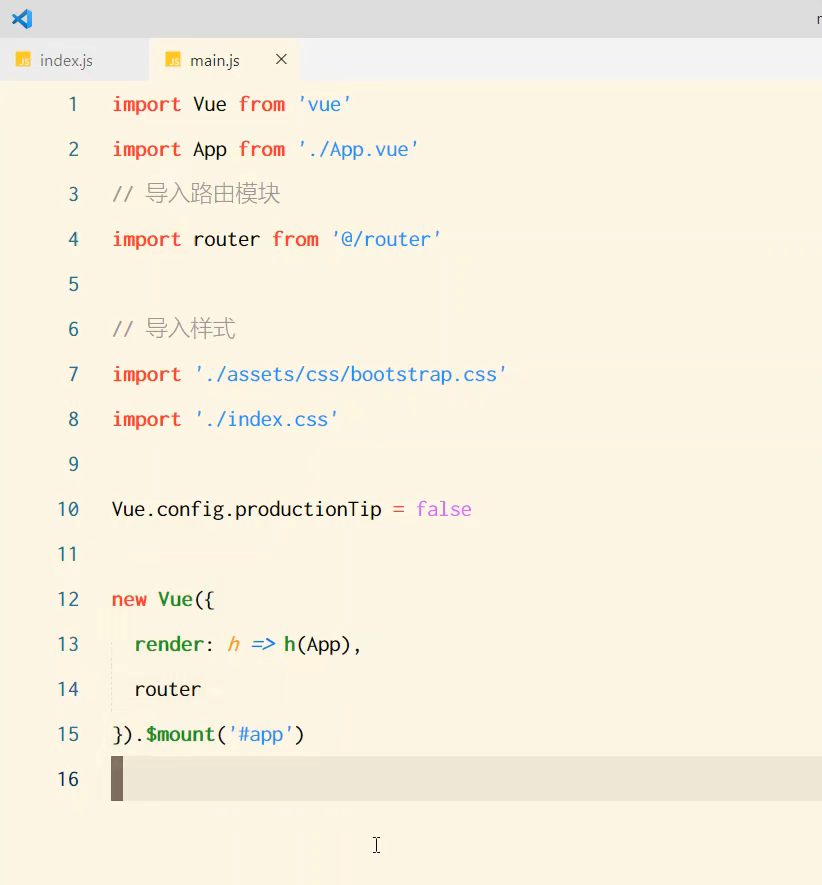 index.js
main.js
1 import Vue from 'vue'
2 import App from './App.vue'
3 // 导入路由模块
4 import router from '@/router'
5
6 // 导入样式
7 import './assets/css/bootstrap.css'
8 import './index.css'
9
10 Vue.config.productionTip = false
11
12 new Vue({
13   render: h => h(App),
14   router
15 }).$mount('#app')
16